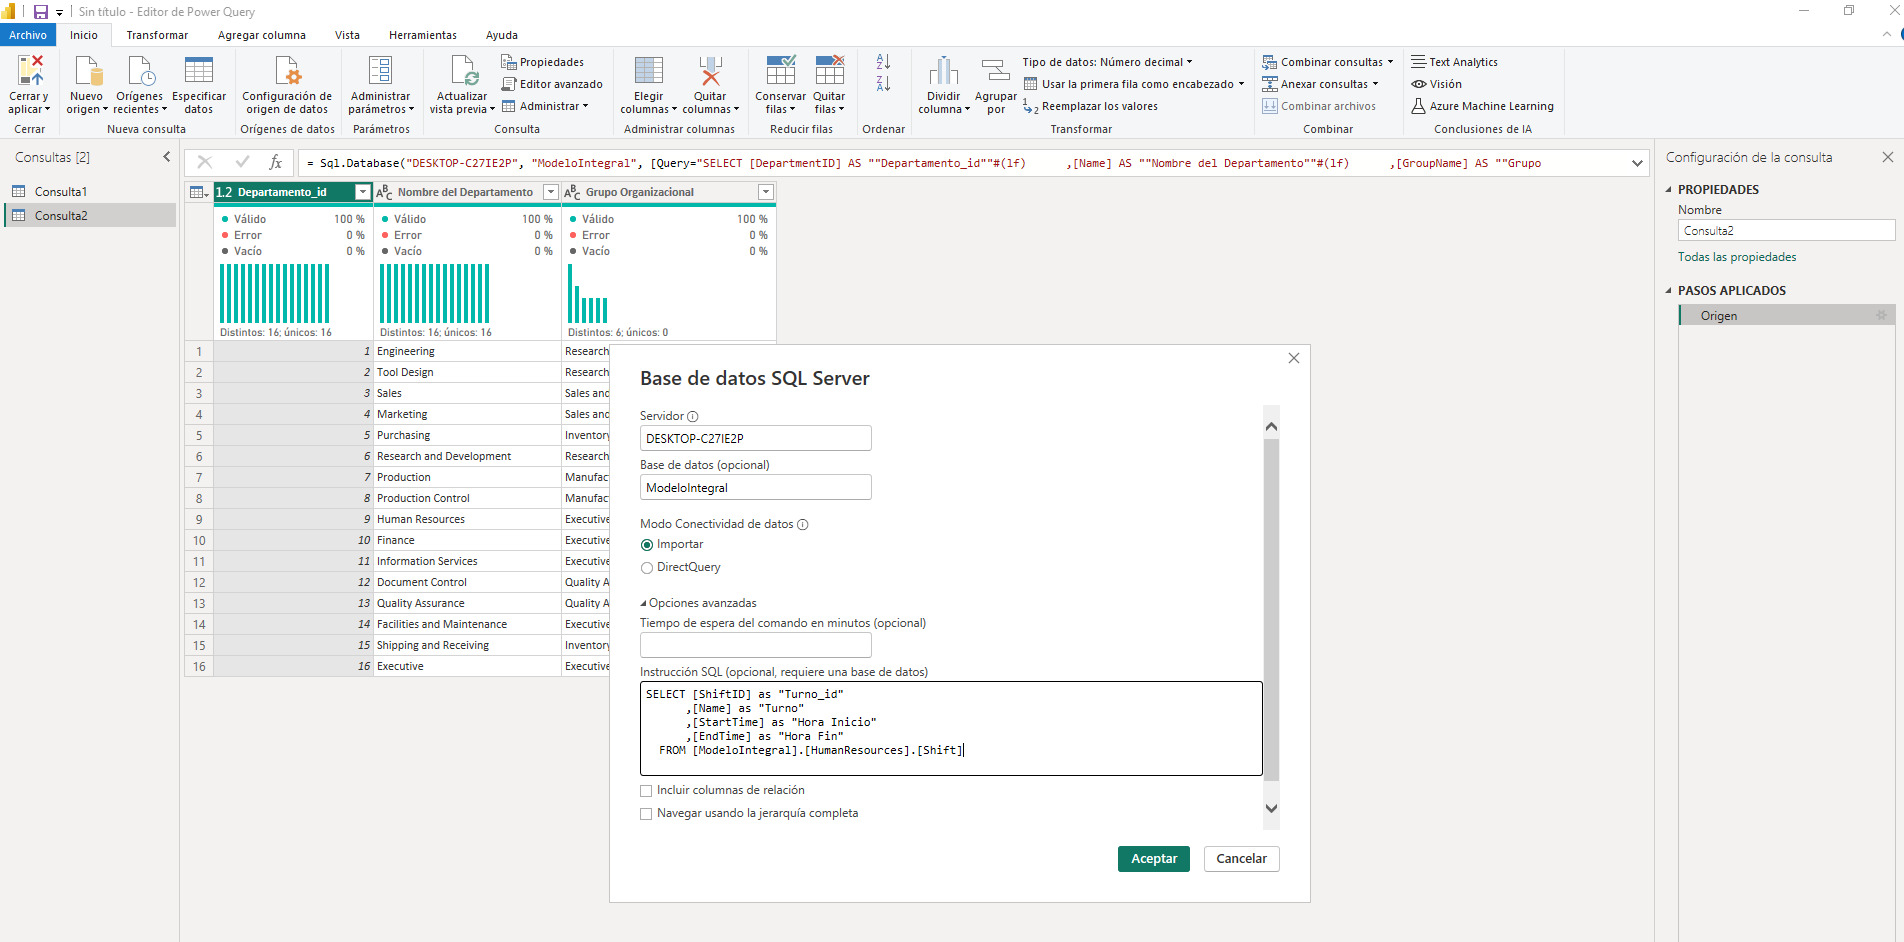 Sin título - Editor de Power Query
Archivo
Inicio
Transformar
Agregar columna
Vista
Herramientas
Ayuda
Cerrar y
aplicar
Nuevo
origen
Orígenes
recientes
Especificar
datos
Configuración de
origen de datos
Administrar
parámetros
Actualizar
vista previa
Propiedades
Editor avanzado
Administrar
Elegir
columnas
Quitar
columnas
Conservar
filas
Quitar
filas
Dividir
columna
Agrupar
por
Tipo de datos: Número decimal
Usar la primera fila como encabezado
Reemplazar los valores
Combinar consultas
Anexar consultas
Combinar archivos
Text Analytics
Visión
Azure Machine Learning
Cerrar
Nueva consulta
Orígenes de datos
Parámetros
Consulta
Administrar columnas
Reducir filas
Ordenar
Transformar
Combinar
Conclusiones de IA
Consultas [2]
Consulta1
Consulta2
= Sql.Database("DESKTOP-C27IE2P", "ModeloIntegral", [Query="SELECT [DepartmentID] AS ""Departamento_id""#(lf)      ,[Name] AS ""Nombre del Departamento""#(lf)      ,[GroupName] AS ""Grupo
1.2 Departamento_id
ABC Nombre del Departamento
ABC Grupo Organizacional
Válido 100 %
Error 0 %
Vacío 0 %
Distintos: 16; únicos: 16
Válido 100 %
Error 0 %
Vacío 0 %
Distintos: 16; únicos: 16
Válido 100 %
Error 0 %
Vacío 0 %
Distintos: 6; únicos: 0
1 1 Engineering Research
2 2 Tool Design Research
3 3 Sales Sales and
4 4 Marketing Sales and
5 5 Purchasing Inventory
6 6 Research and Development Research
7 7 Production Manufac
8 8 Production Control Manufac
9 9 Human Resources Executive
10 10 Finance Executive
11 11 Information Services Executive
12 12 Document Control Quality A
13 13 Quality Assurance Quality A
14 14 Facilities and Maintenance Executive
15 15 Shipping and Receiving Inventory
16 16 Executive Executive
Base de datos SQL Server
Servidor
DESKTOP-C27IE2P
Base de datos (opcional)
ModeloIntegral
Modo Conectividad de datos
Importar
DirectQuery
Opciones avanzadas
Tiempo de espera del comando en minutos (opcional)
Instrucción SQL (opcional, requiere una base de datos)
SELECT [ShiftID] as "Turno_id"
,[Name] as "Turno"
,[StartTime] as "Hora Inicio"
,[EndTime] as "Hora Fin"
FROM [ModeloIntegral].[HumanResources].[Shift]
Incluir columnas de relación
Navegar usando la jerarquía completa
Aceptar
Cancelar
Configuración de la consulta
PROPIEDADES
Nombre
Consulta2
Todas las propiedades
PASOS APLICADOS
Origen